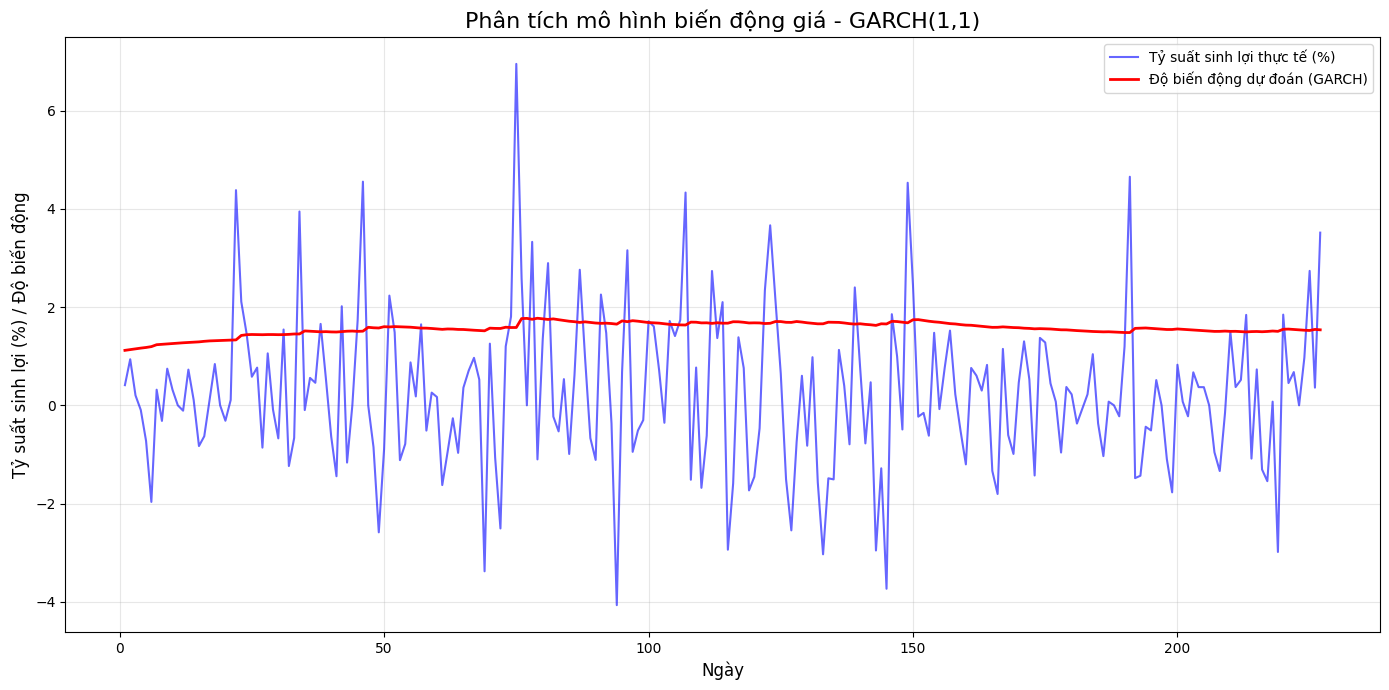 Phân tích mô hình biến động giá - GARCH(1,1)
Tỷ suất sinh lợi thực tế (%)
Độ biến động dự đoán (GARCH)
Tỷ suất sinh lợi (%) / Độ biến động
6
4
2
0
−2
−4
0
50
100
150
200
Ngày